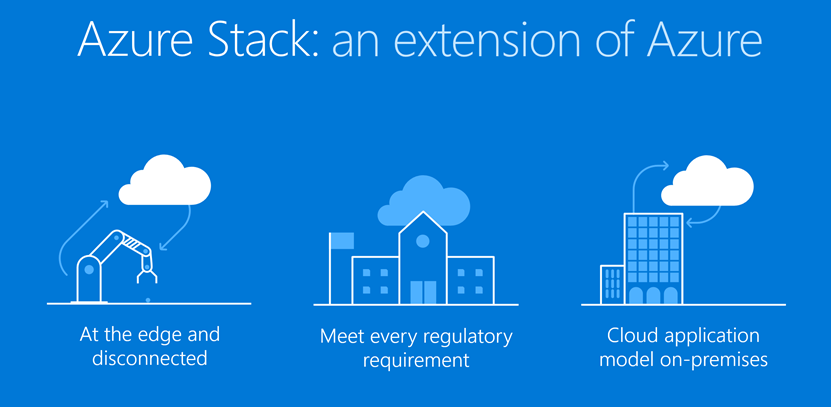 Azure Stack: an extension of Azure
At the edge and
disconnected
Meet every regulatory
requirement
Cloud application
model on-premises